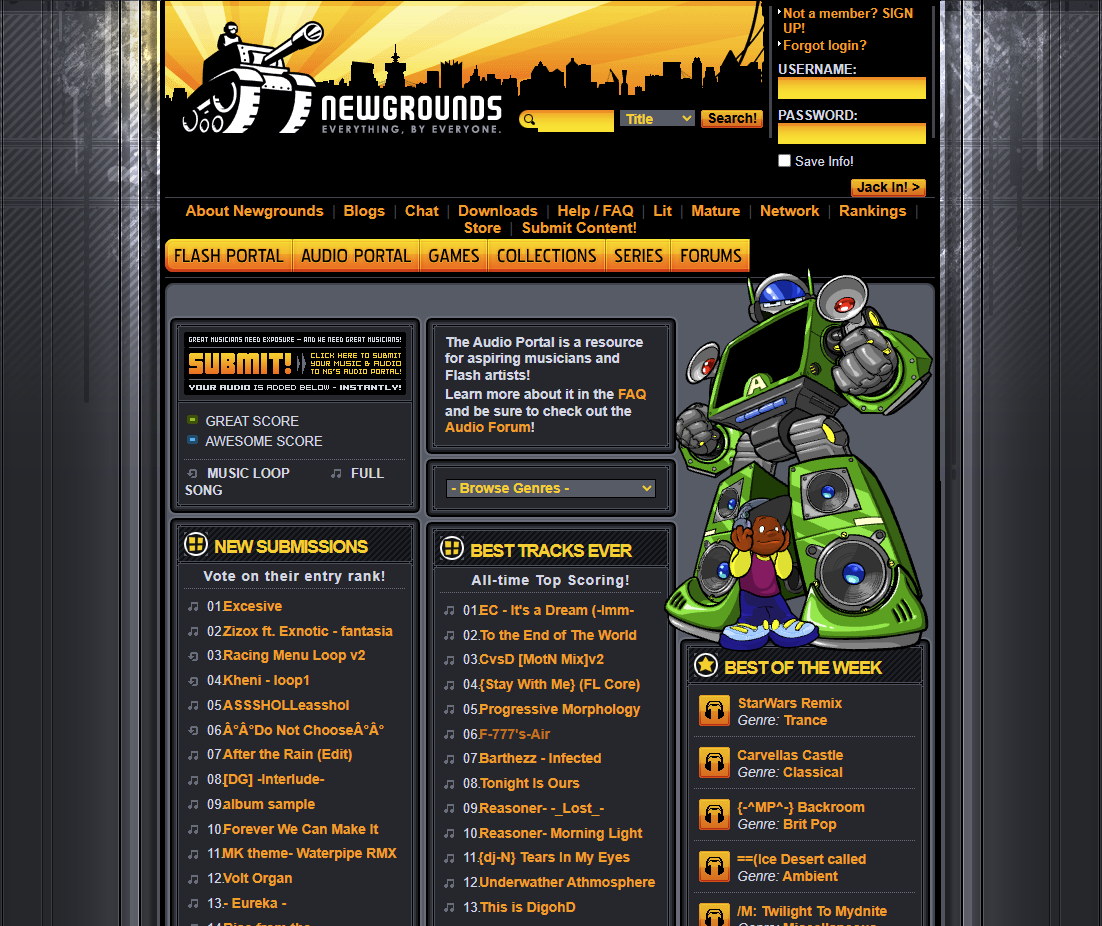 NEWGROUNDS
EVERYTHING, BY EVERYONE.
Title
Search!
Not a member? SIGN
UP!
Forgot login?
USERNAME:
PASSWORD:
Save Info!
Jack In! >
About Newgrounds | Blogs | Chat | Downloads | Help / FAQ | Lit | Mature | Network | Rankings |
Store | Submit Content!
FLASH PORTAL
AUDIO PORTAL
GAMES
COLLECTIONS
SERIES
FORUMS
GREAT MUSICIANS NEED EXPOSURE - AND WE NEED GREAT MUSICIANS!
SUBMIT!
CLICK HERE TO SUBMIT
YOUR MUSIC & AUDIO
TO NG'S AUDIO PORTAL!
YOUR AUDIO IS ADDED BELOW - INSTANTLY!
GREAT SCORE
AWESOME SCORE
MUSIC LOOP FULL
SONG
NEW SUBMISSIONS
Vote on their entry rank!
01.Excesive
02.Zizox ft. Exnotic - fantasia
03.Racing Menu Loop v2
04.Kheni - loop1
05.ASSSHOLLeasshol
06.Â°Â°Do Not ChooseÂ°Â°
07.After the Rain (Edit)
08.[DG] -Interlude-
09.album sample
10.Forever We Can Make It
11.MK theme- Waterpipe RMX
12.Volt Organ
13.- Eureka -
The Audio Portal is a resource
for aspiring musicians and
Flash artists!
Learn more about it in the FAQ
and be sure to check out the
Audio Forum!
- Browse Genres -
BEST TRACKS EVER
All-time Top Scoring!
01.EC - It's a Dream (-Imm-
02.To the End of The World
03.CvsD [MotN Mix]v2
04.{Stay With Me} (FL Core)
05.Progressive Morphology
06.F-777's-Air
07.Barthezz - Infected
08.Tonight Is Ours
09.Reasoner- -_Lost_-
10.Reasoner- Morning Light
11.{dj-N} Tears In My Eyes
12.Underwather Athmosphere
13.This is DigohD
A
BEST OF THE WEEK
StarWars Remix
Genre: Trance
Carvellas Castle
Genre: Classical
{-^MP^-} Backroom
Genre: Brit Pop
==(Ice Desert called
Genre: Ambient
/M: Twilight To Mydnite